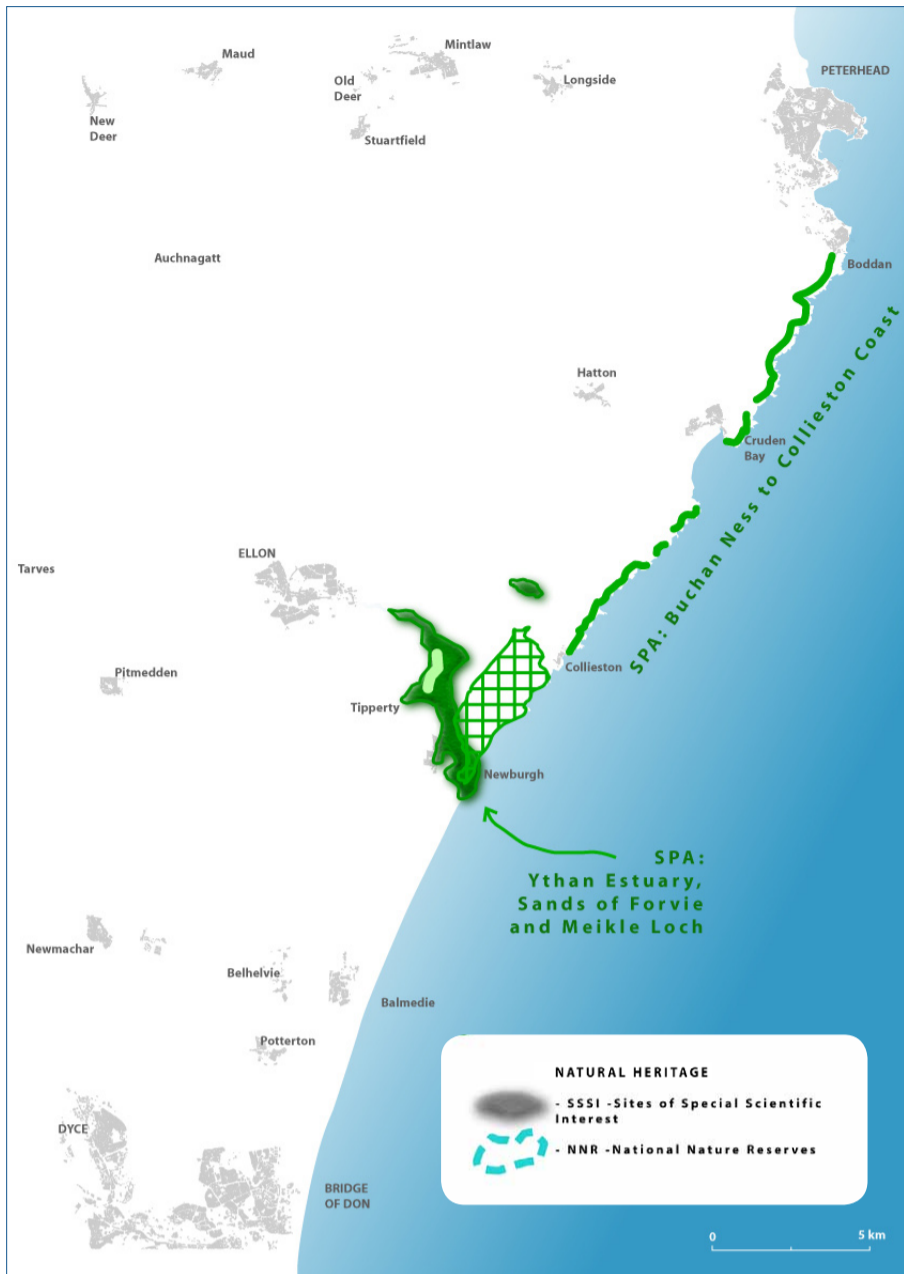 Mintlaw
Maud
PETERHEAD
Old
Deer
Longside
New
Deer
Stuartfield
Auchnagatt
Boddan
Hatton
Cruden
Bay
SPA: Buchan Ness to Collieston Coast
ELLON
Tarves
Collieston
Pitmedden
Tipperty
Newburgh
SPA:
Ythan Estuary,
Sands of Forvie
and Meikle Loch
Newmachar
Belhelvie
Balmedie
Potterton
DYCE
BRIDGE
OF DON
NATURAL HERITAGE
- SSSI -Sites of Special Scientific
Interest
- NNR -National Nature Reserves
0 5 km